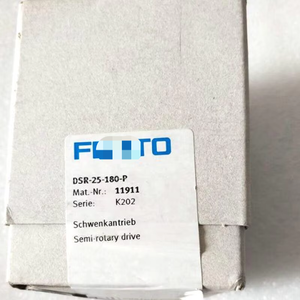 DSR-25-180-P
Mat.-Nr.: 11911
Serie: K202
Schwenkantrieb
Semi-rotary drive